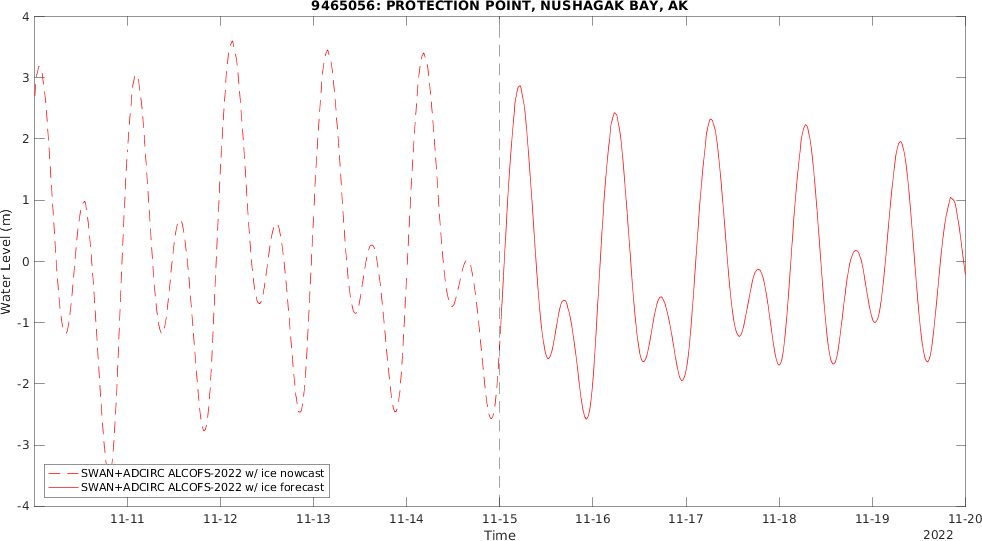 9465056: PROTECTION POINT, NUSHAGAK BAY, AK
4
3
2
1
0
-1
-2
-3
-4
Water Level (m)
SWAN+ADCIRC ALCOFS-2022 w/ ice nowcast
SWAN+ADCIRC ALCOFS-2022 w/ ice forecast
11-11 11-12 11-13 11-14 11-15 11-16 11-17 11-18 11-19 11-20
Time
2022